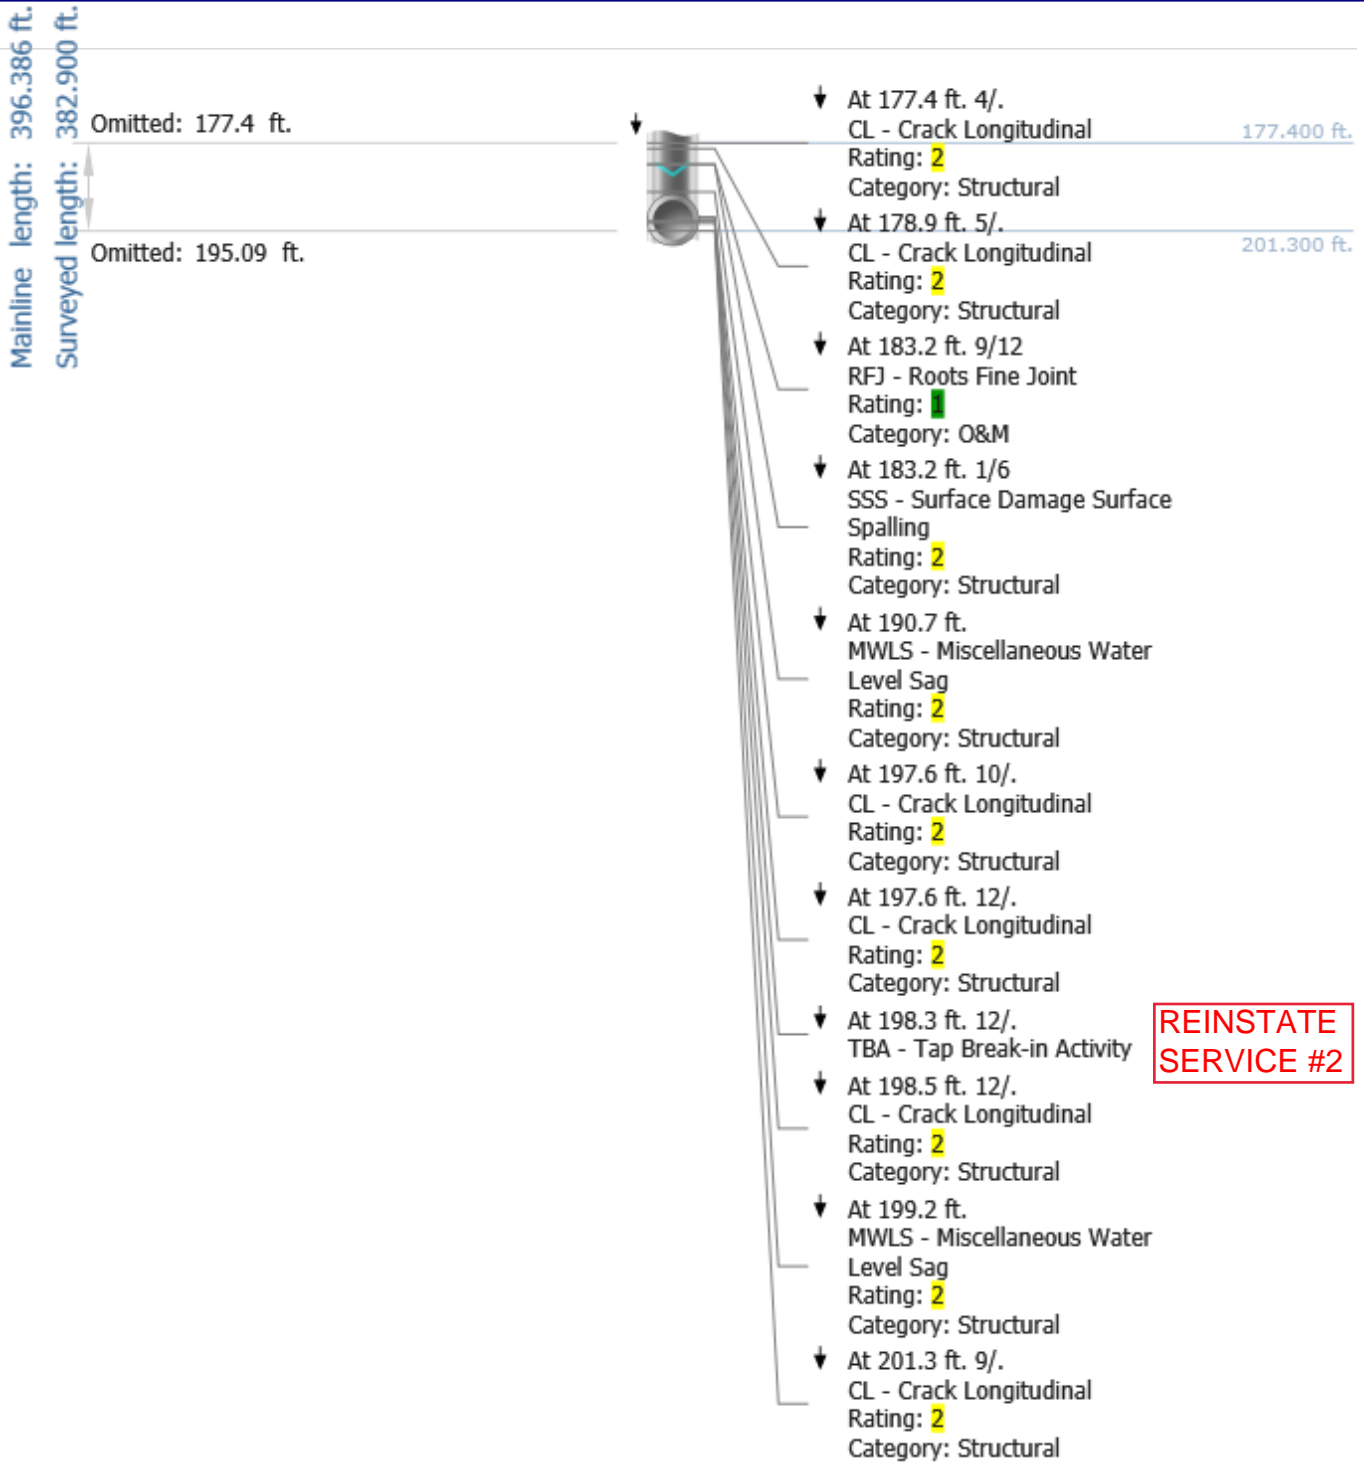 Mainline length: 396.386 ft.
Surveyed length: 382.900 ft.
Omitted: 177.4 ft.
Omitted: 195.09 ft.
177.400 ft.
201.300 ft.
At 177.4 ft. 4/.
CL - Crack Longitudinal
Rating: 2
Category: Structural
At 178.9 ft. 5/.
CL - Crack Longitudinal
Rating: 2
Category: Structural
At 183.2 ft. 9/12
RFJ - Roots Fine Joint
Rating: 1
Category: O&M
At 183.2 ft. 1/6
SSS - Surface Damage Surface
Spalling
Rating: 2
Category: Structural
At 190.7 ft.
MWLS - Miscellaneous Water
Level Sag
Rating: 2
Category: Structural
At 197.6 ft. 10/.
CL - Crack Longitudinal
Rating: 2
Category: Structural
At 197.6 ft. 12/.
CL - Crack Longitudinal
Rating: 2
Category: Structural
At 198.3 ft. 12/.
TBA - Tap Break-in Activity
REINSTATE
SERVICE #2
At 198.5 ft. 12/.
CL - Crack Longitudinal
Rating: 2
Category: Structural
At 199.2 ft.
MWLS - Miscellaneous Water
Level Sag
Rating: 2
Category: Structural
At 201.3 ft. 9/.
CL - Crack Longitudinal
Rating: 2
Category: Structural